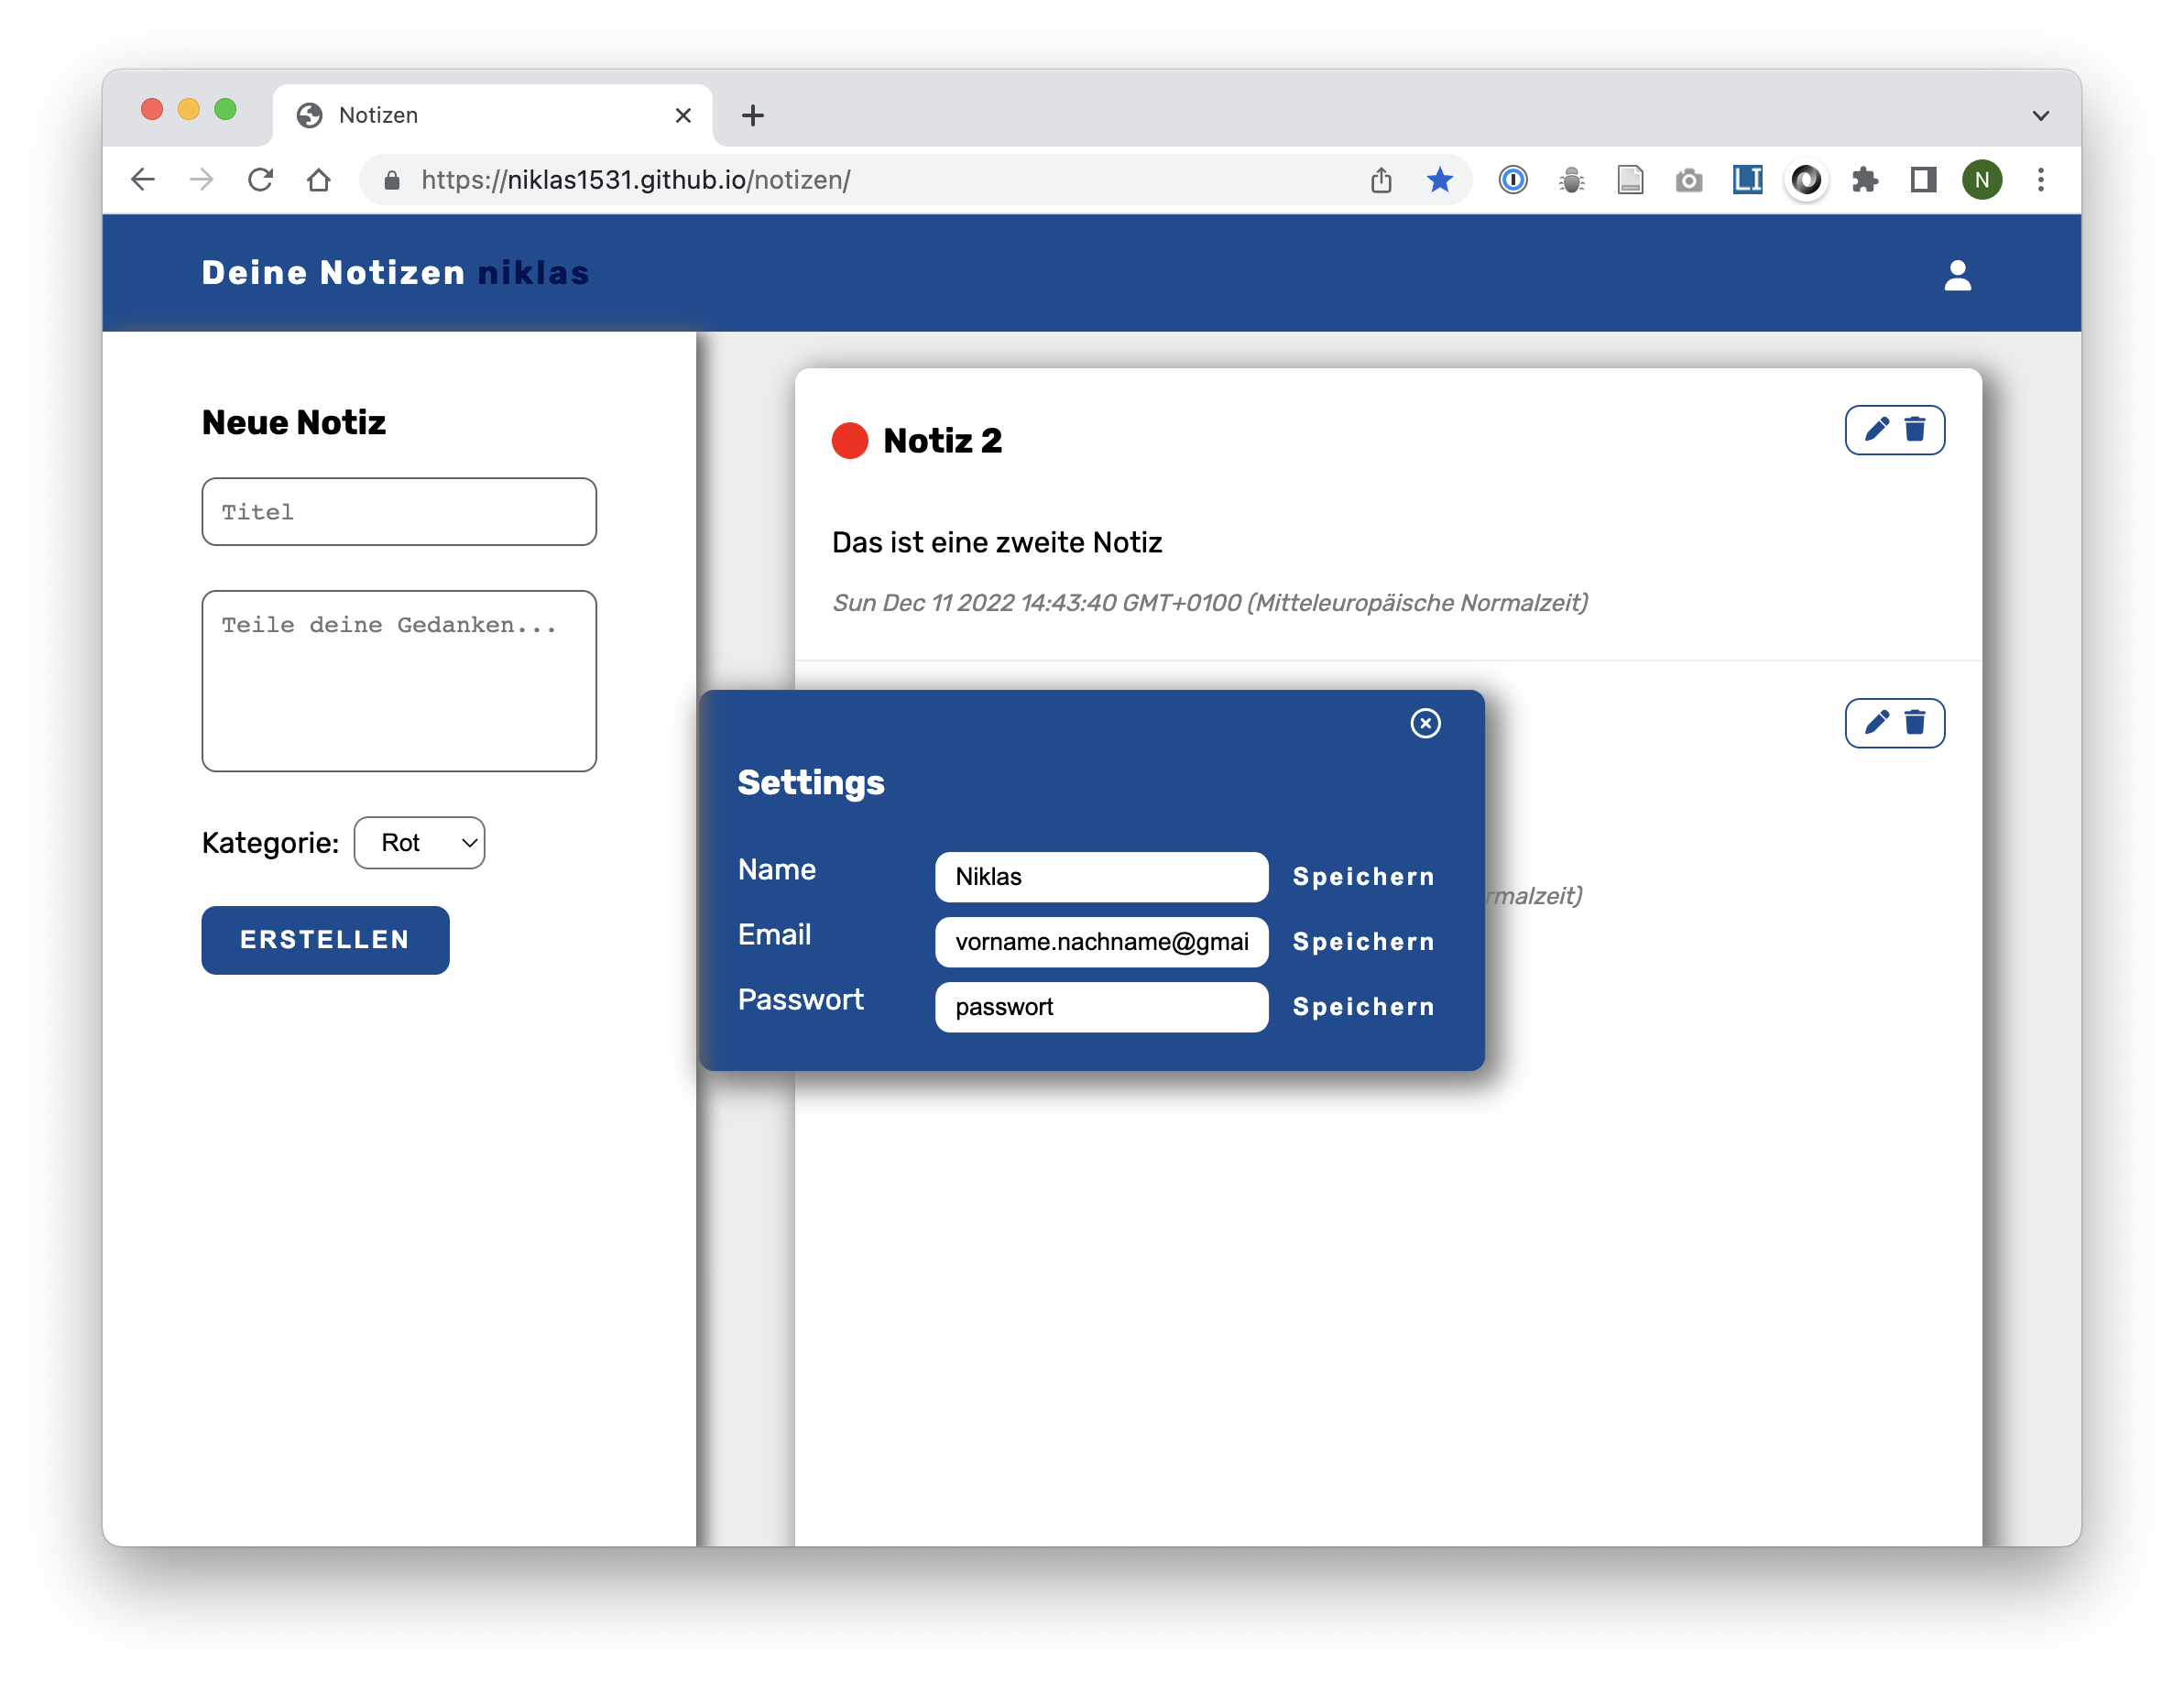 Notizen
https://niklas1531.github.io/notizen/
N
Deine Notizen niklas
Neue Notiz
Titel
Teile deine Gedanken...
Kategorie: Rot
ERSTELLEN
Notiz 2
Das ist eine zweite Notiz
Sun Dec 11 2022 14:43:40 GMT+0100 (Mitteleuropäische Normalzeit)
Settings
Name Niklas Speichern
Email vorname.nachname@gmai Speichern
Passwort passwort Speichern
rmalzeit)
LI